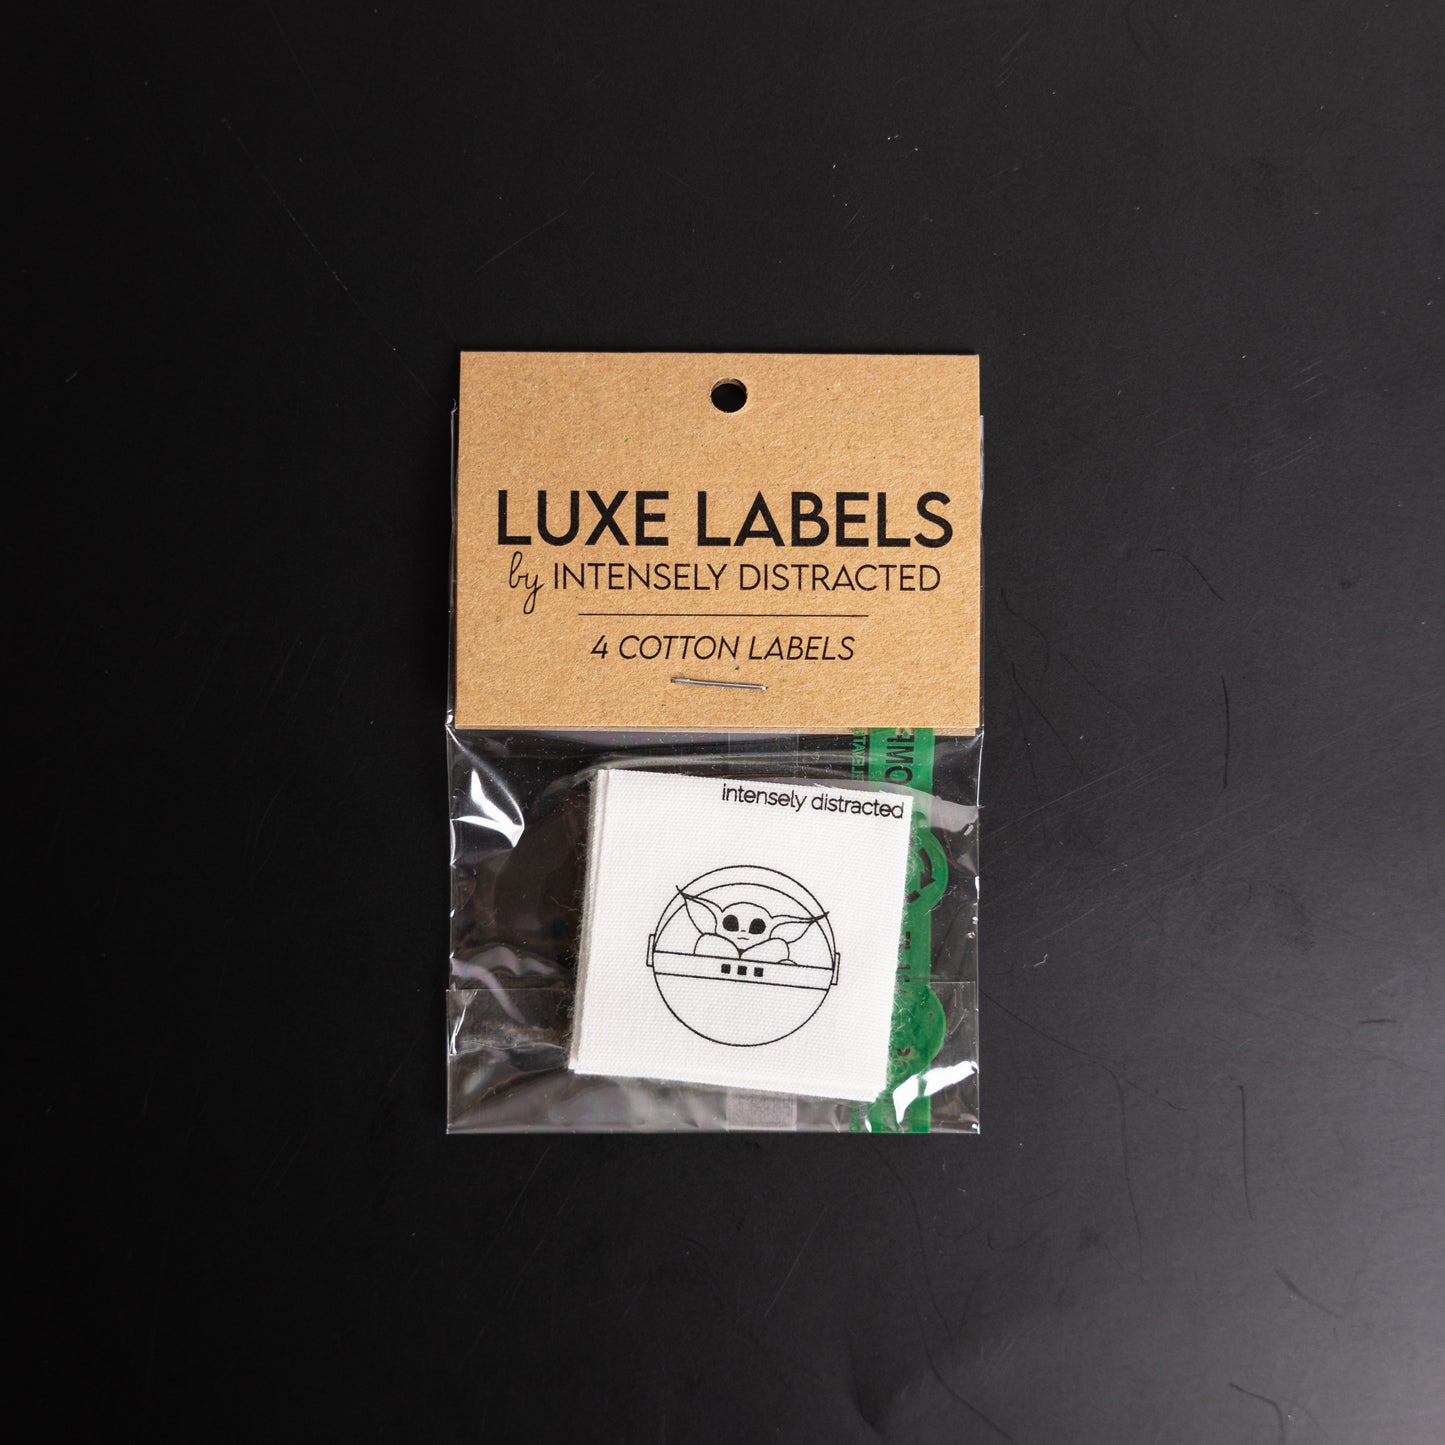 LUXE LABELS
by INTENSELY DISTRACTED
4 COTTON LABELS
intensely distracted